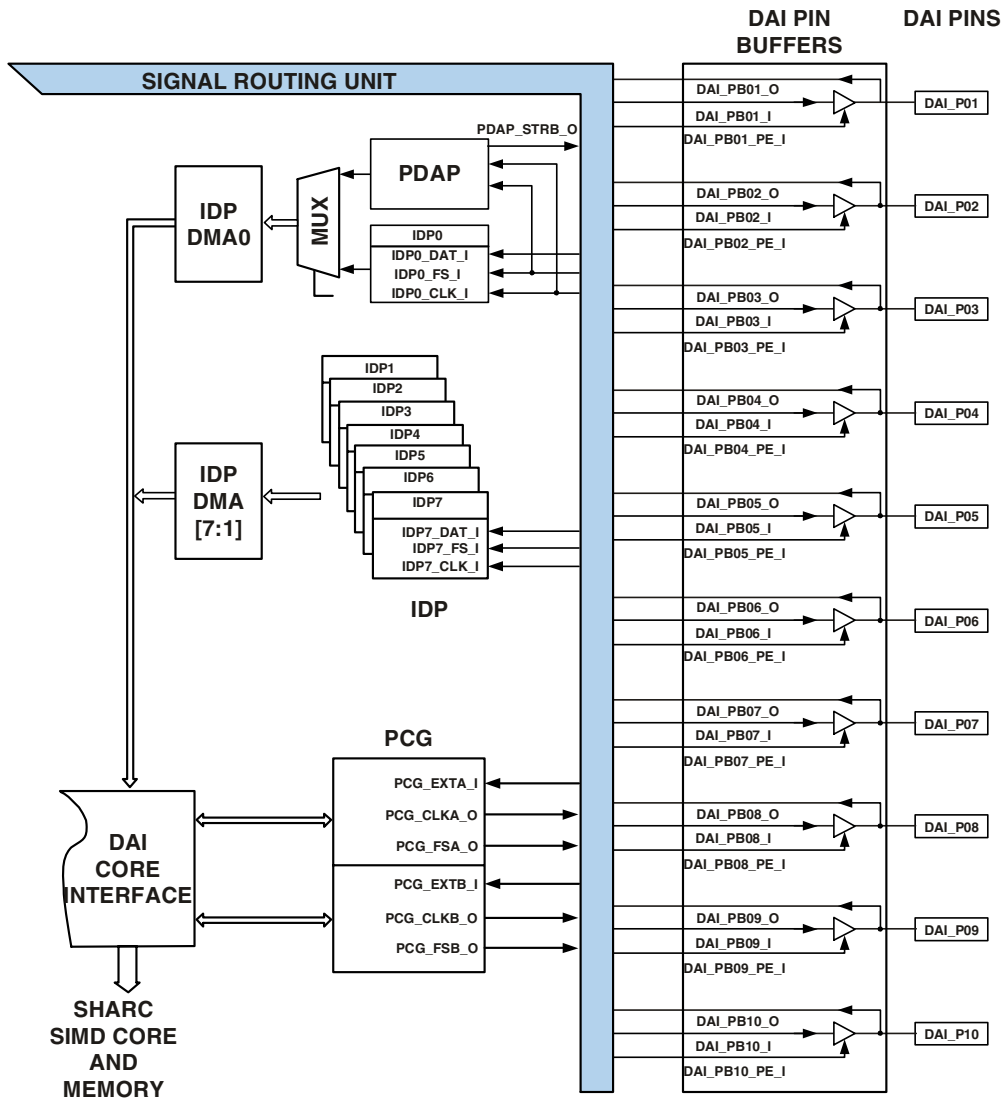 DAI PIN
BUFFERS
DAI PINS
SIGNAL ROUTING UNIT
PDAP_STRB_O
PDAP
IDP
DMA0
MUX
IDP0
IDP0_DAT_I
IDP0_FS_I
IDP0_CLK_I
IDP1
IDP2
IDP3
IDP4
IDP5
IDP6
IDP7
IDP7_DAT_I
IDP7_FS_I
IDP7_CLK_I
IDP
DMA
[7:1]
IDP
PCG
PCG_EXTA_I
PCG_CLKA_O
PCG_FSA_O
PCG_EXTB_I
PCG_CLKB_O
PCG_FSB_O
DAI
CORE
INTERFACE
SHARC
SIMD CORE
AND
MEMORY
DAI_PB01_O
DAI_PB01_I
DAI_PB01_PE_I
DAI_P01
DAI_PB02_O
DAI_PB02_I
DAI_PB02_PE_I
DAI_P02
DAI_PB03_O
DAI_PB03_I
DAI_PB03_PE_I
DAI_P03
DAI_PB04_O
DAI_PB04_I
DAI_PB04_PE_I
DAI_P04
DAI_PB05_O
DAI_PB05_I
DAI_PB05_PE_I
DAI_P05
DAI_PB06_O
DAI_PB06_I
DAI_PB06_PE_I
DAI_P06
DAI_PB07_O
DAI_PB07_I
DAI_PB07_PE_I
DAI_P07
DAI_PB08_O
DAI_PB08_I
DAI_PB08_PE_I
DAI_P08
DAI_PB09_O
DAI_PB09_I
DAI_PB09_PE_I
DAI_P09
DAI_PB10_O
DAI_PB10_I
DAI_PB10_PE_I
DAI_P10